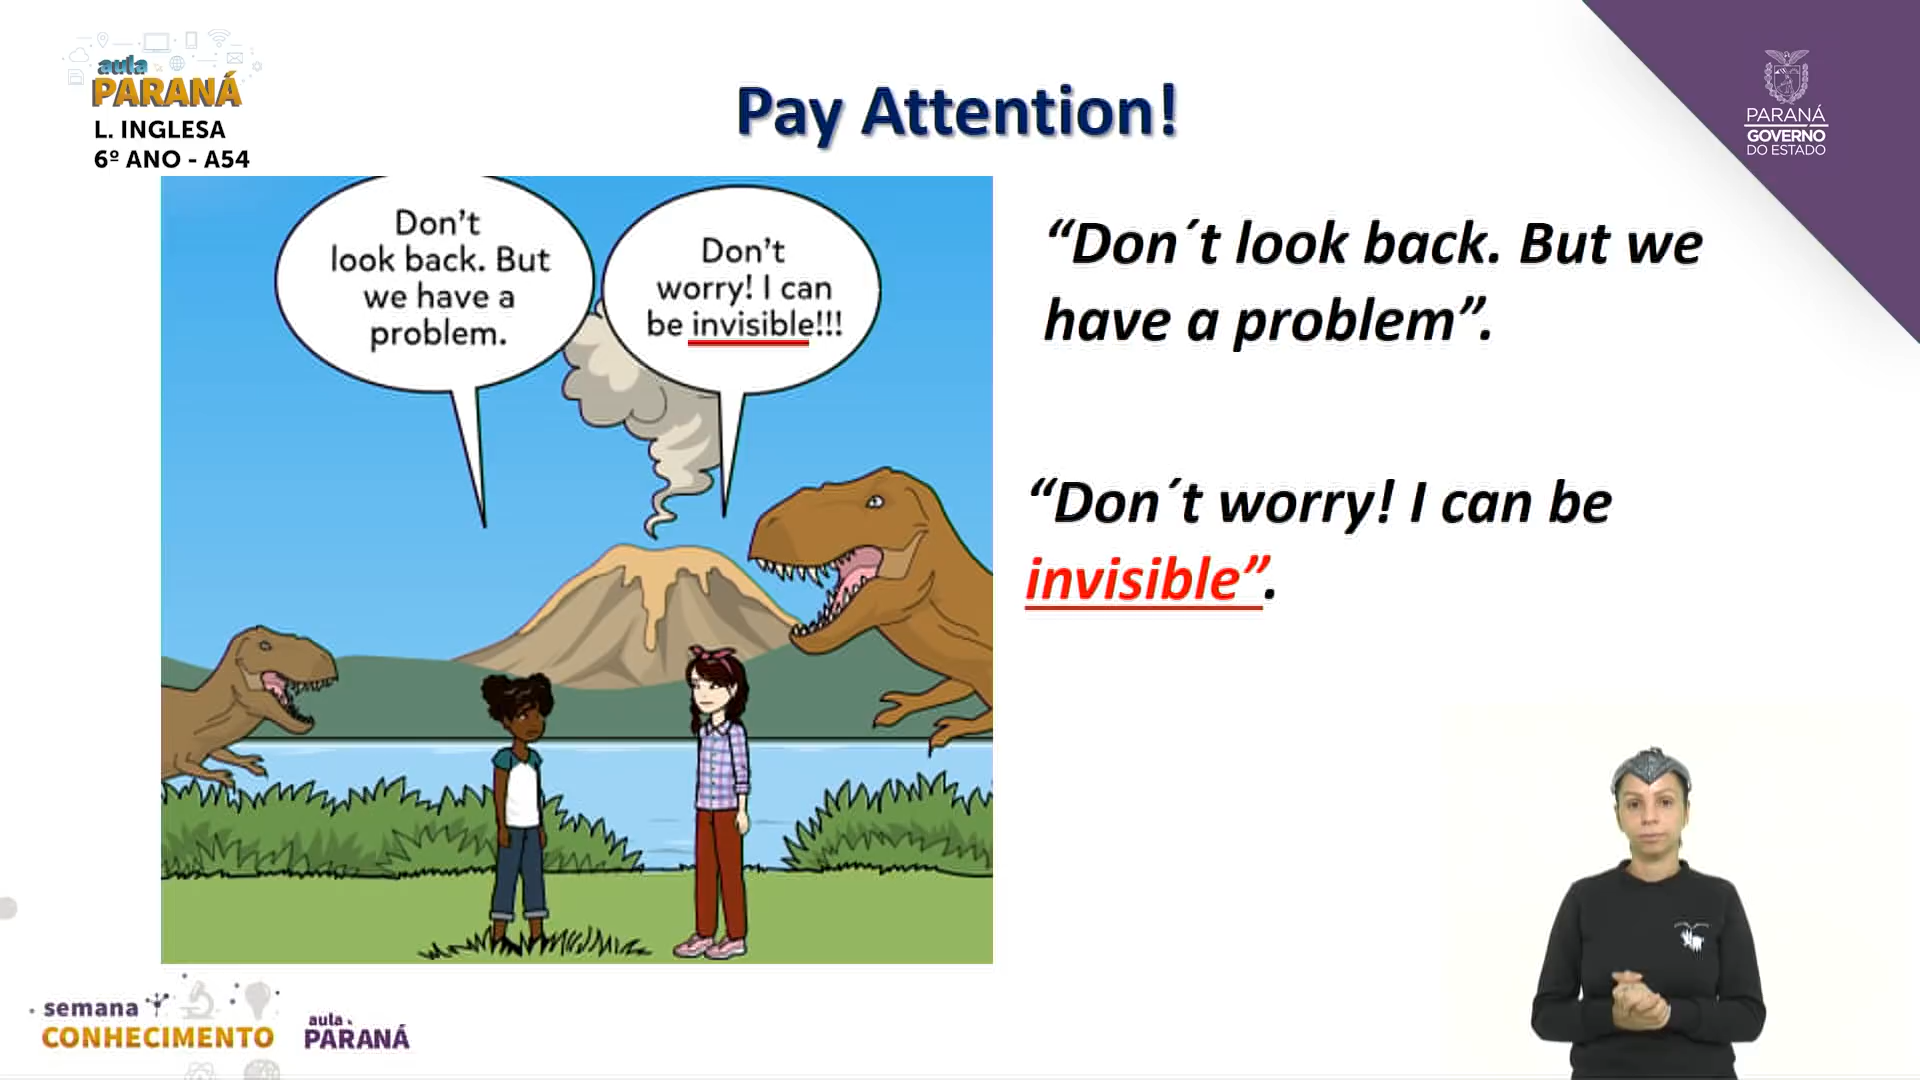 aula
PARANÁ
L. INGLESA
6º ANO - A54
Pay Attention!
PARANÁ
GOVERNO
DO ESTADO
Don't
look back. But
we have a
problem.
Don't
worry! I can
be invisible!!!
“Don´t look back. But we
have a problem”.
“Don´t worry! I can be
invisible”.
semana
CONHECIMENTO
aula
PARANÁ